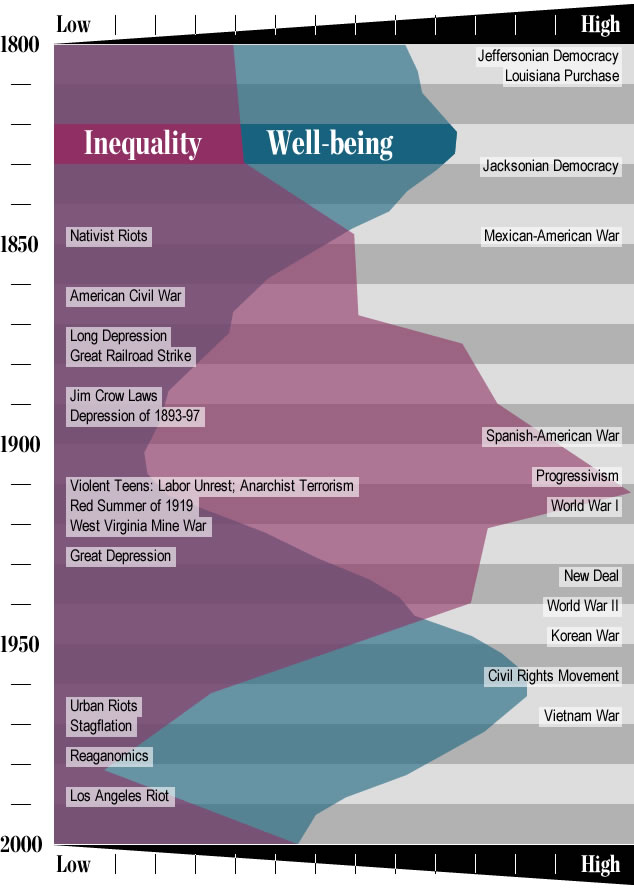 Low High
1800
Jeffersonian Democracy
Louisiana Purchase
Inequality Well-being
Jacksonian Democracy
Nativist Riots Mexican-American War
1850
American Civil War
Long Depression
Great Railroad Strike
Jim Crow Laws
Depression of 1893-97
Spanish-American War
1900
Progressivism
Violent Teens: Labor Unrest; Anarchist Terrorism
Red Summer of 1919 World War I
West Virginia Mine War
Great Depression
New Deal
World War II
Korean War
1950
Civil Rights Movement
Urban Riots
Vietnam War
Stagflation
Reaganomics
Los Angeles Riot
2000
Low High